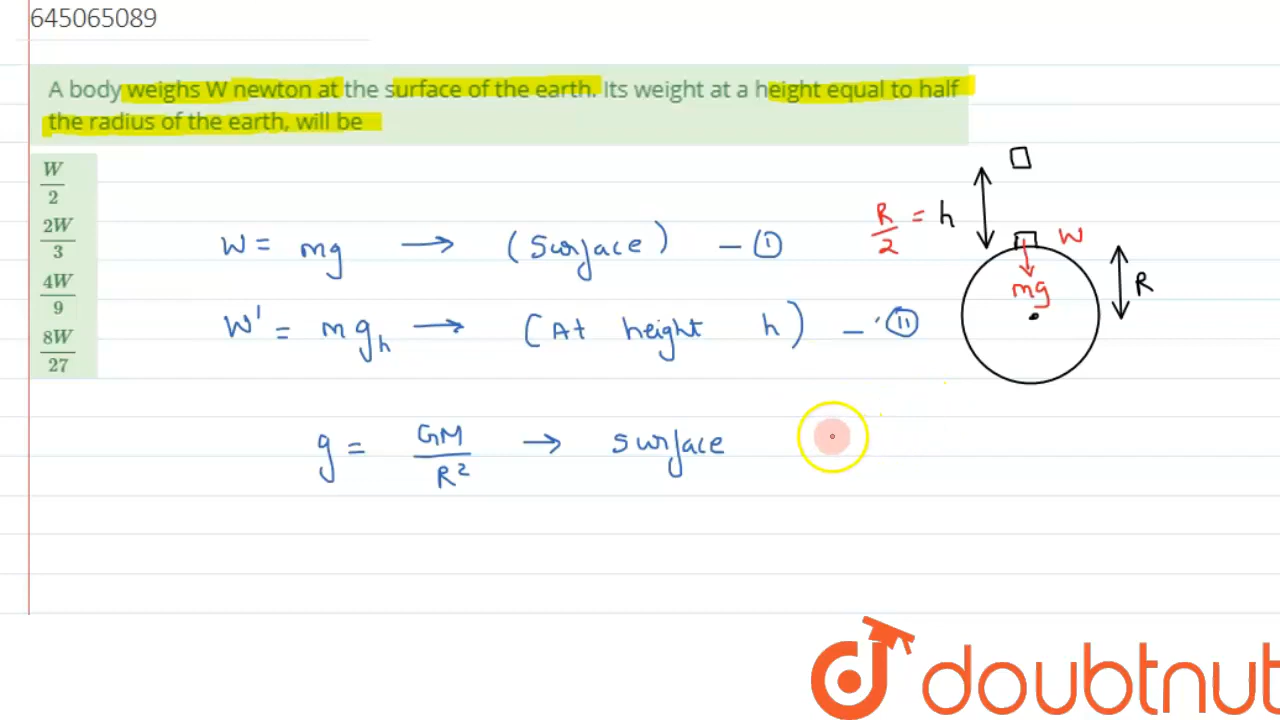 645065089
A body weighs W newton at the surface of the earth. Its weight at a height equal to half
the radius of the earth, will be
W/2
2W/3
4W/9
8W/27
W = mg → (Surface) — ①
W' = mg_h → (At height h) — ⑪
g = GM/R² → surface
R/2 = h
W
mg
R
doubtnut